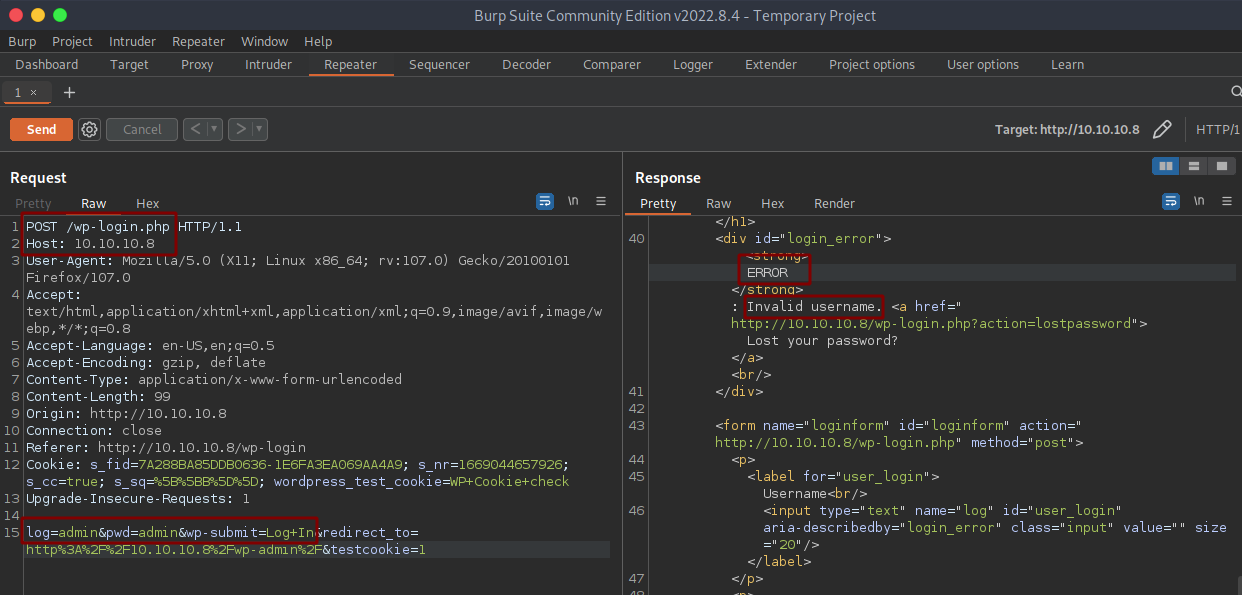 Burp Suite Community Edition v2022.8.4 - Temporary Project
Burp Project Intruder Repeater Window Help
Dashboard Target Proxy Intruder Repeater Sequencer Decoder Comparer Logger Extender Project options User options Learn
1 × +
Send Cancel < > Target: http://10.10.10.8 HTTP/1
Request
Pretty Raw Hex \n
1 POST /wp-login.php HTTP/1.1
2 Host: 10.10.10.8
3 User-Agent: Mozilla/5.0 (X11; Linux x86_64; rv:107.0) Gecko/20100101
Firefox/107.0
4 Accept:
text/html,application/xhtml+xml,application/xml;q=0.9,image/avif,image/w
ebp,*/*;q=0.8
5 Accept-Language: en-US,en;q=0.5
6 Accept-Encoding: gzip, deflate
7 Content-Type: application/x-www-form-urlencoded
8 Content-Length: 99
9 Origin: http://10.10.10.8
10 Connection: close
11 Referer: http://10.10.10.8/wp-login
12 Cookie: s_fid=7A288BA85DDB0636-1E6FA3EA069AA4A9; s_nr=1669044657926;
s_cc=true; s_sq=%5B%5BB%5D%5D; wordpress_test_cookie=WP+Cookie+check
13 Upgrade-Insecure-Requests: 1
14
15 log=admin&pwd=admin&wp-submit=Log+In&redirect_to=
http%3A%2F%2F10.10.10.8%2Fwp-admin%2F&testcookie=1
Response
Pretty Raw Hex Render \n
</h1>
40 <div id="login_error">
<strong>
ERROR
</strong>
: Invalid username. <a href="
http://10.10.10.8/wp-login.php?action=lostpassword">
Lost your password?
</a>
<br/>
41 </div>
42
43 <form name="loginform" id="loginform" action="
http://10.10.10.8/wp-login.php" method="post">
44 <p>
45 <label for="user_login">
Username<br/>
46 <input type="text" name="log" id="user_login"
aria-describedby="login_error" class="input" value="" size
="20"/>
</label>
47 </p>
48 <p>